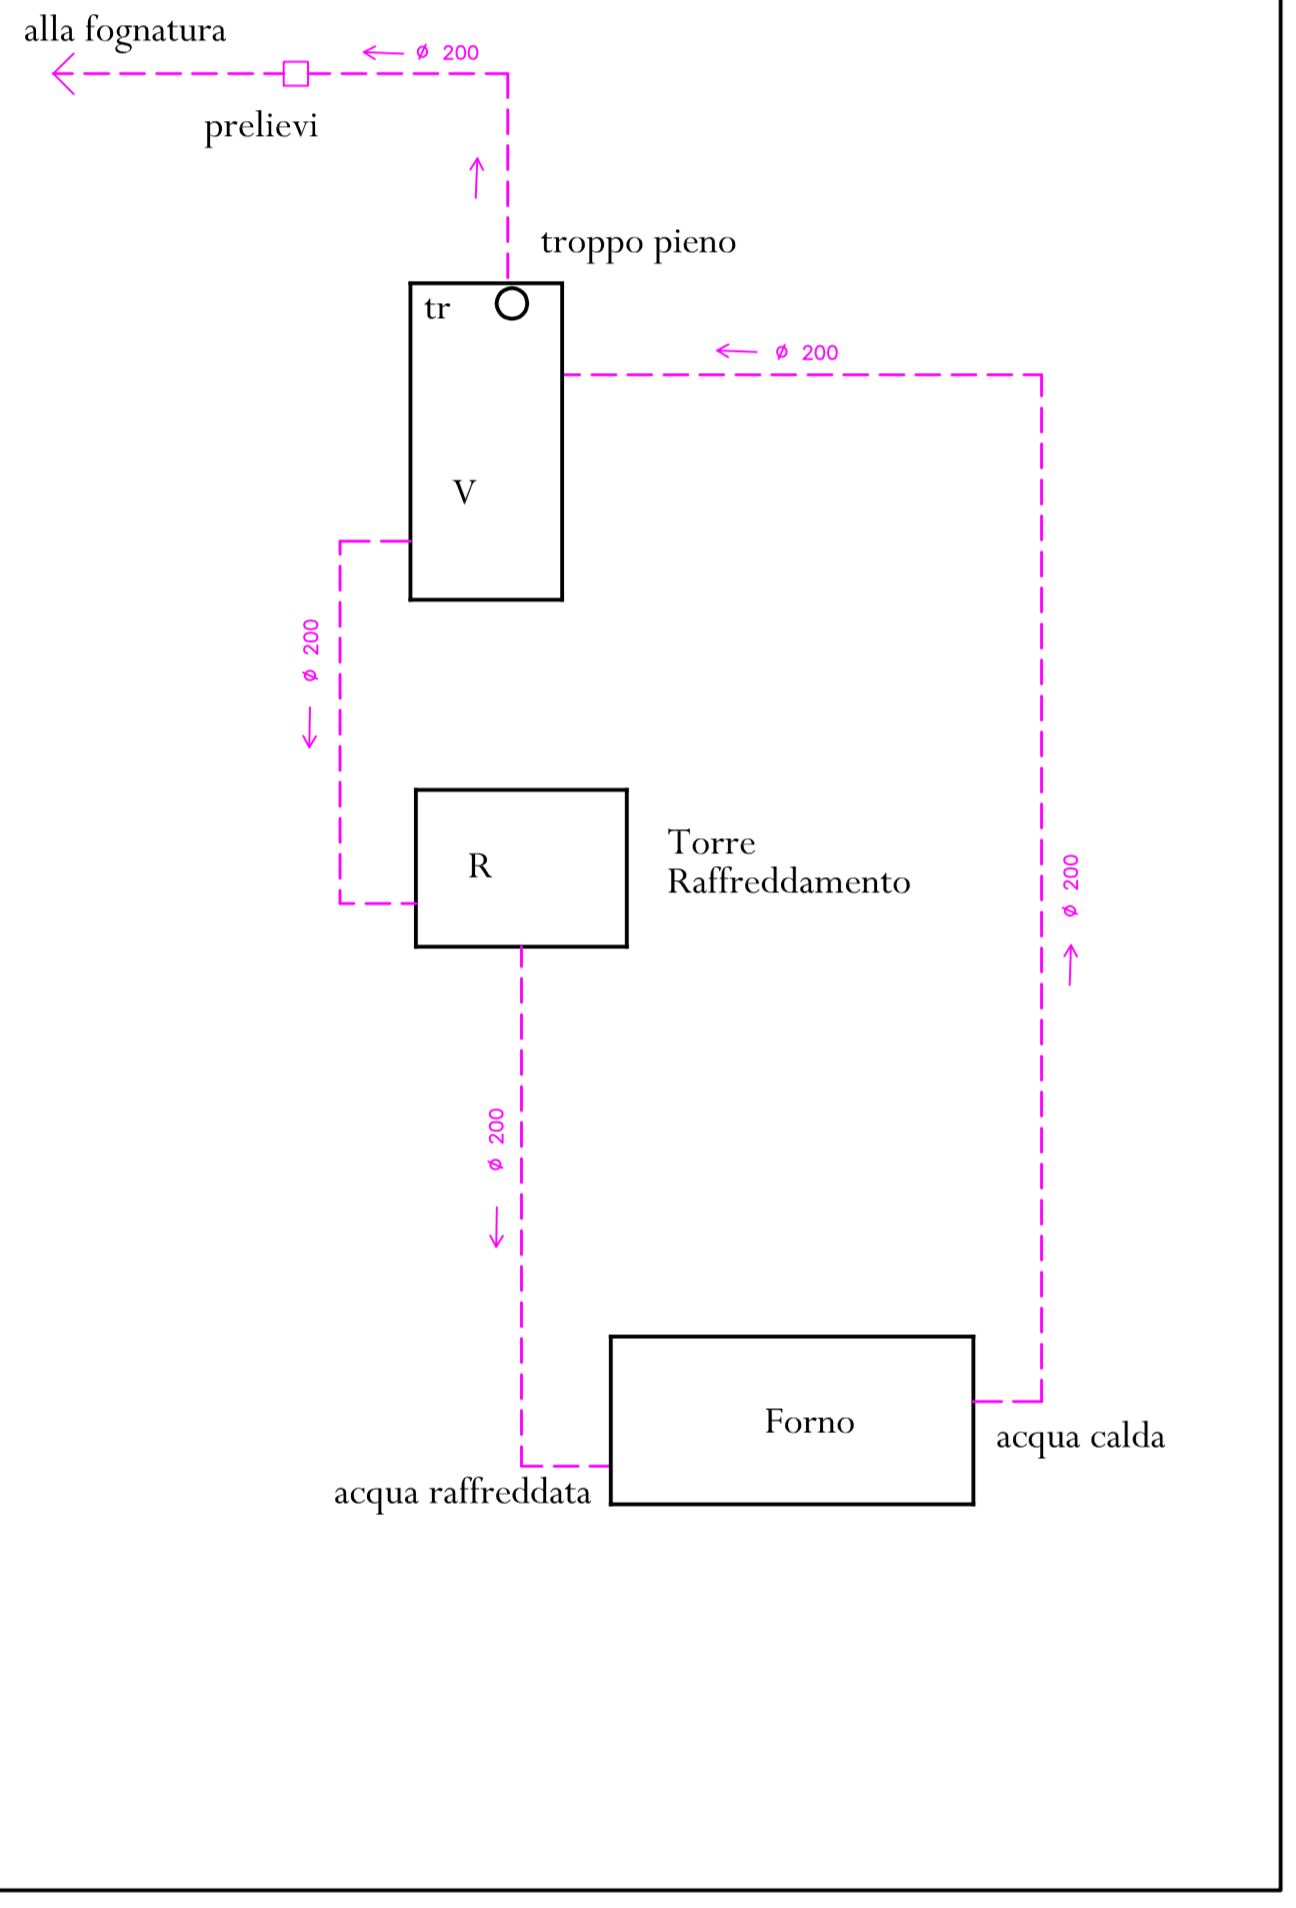 alla fognatura
ø 200
prelievi
troppo pieno
tr
ø 200
V
ø 200
R
Torre
Raffreddamento
ø 200
ø 200
Forno
acqua calda
acqua raffreddata